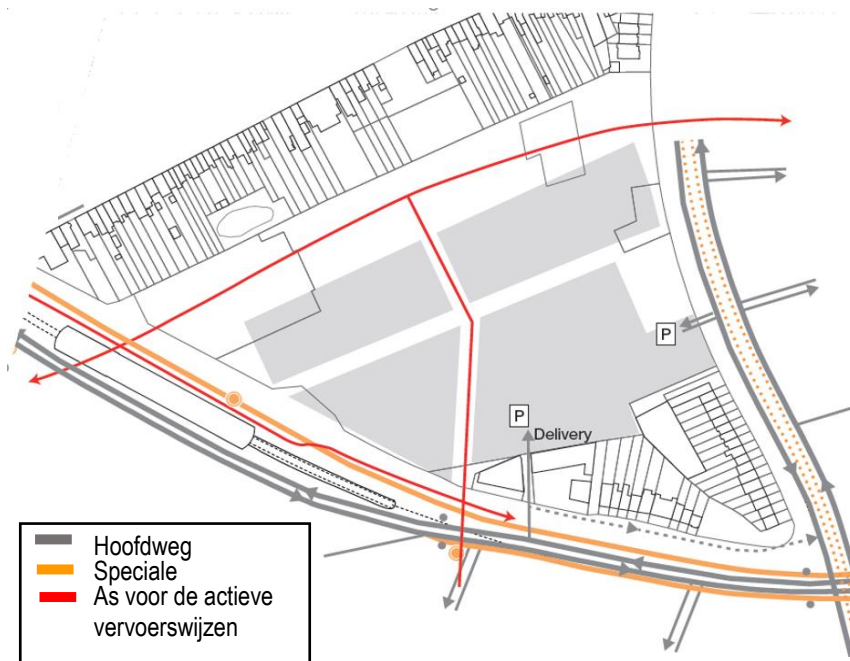 P
P
Delivery
Hoofdweg
Speciale
As voor de actieve
vervoerswijzen